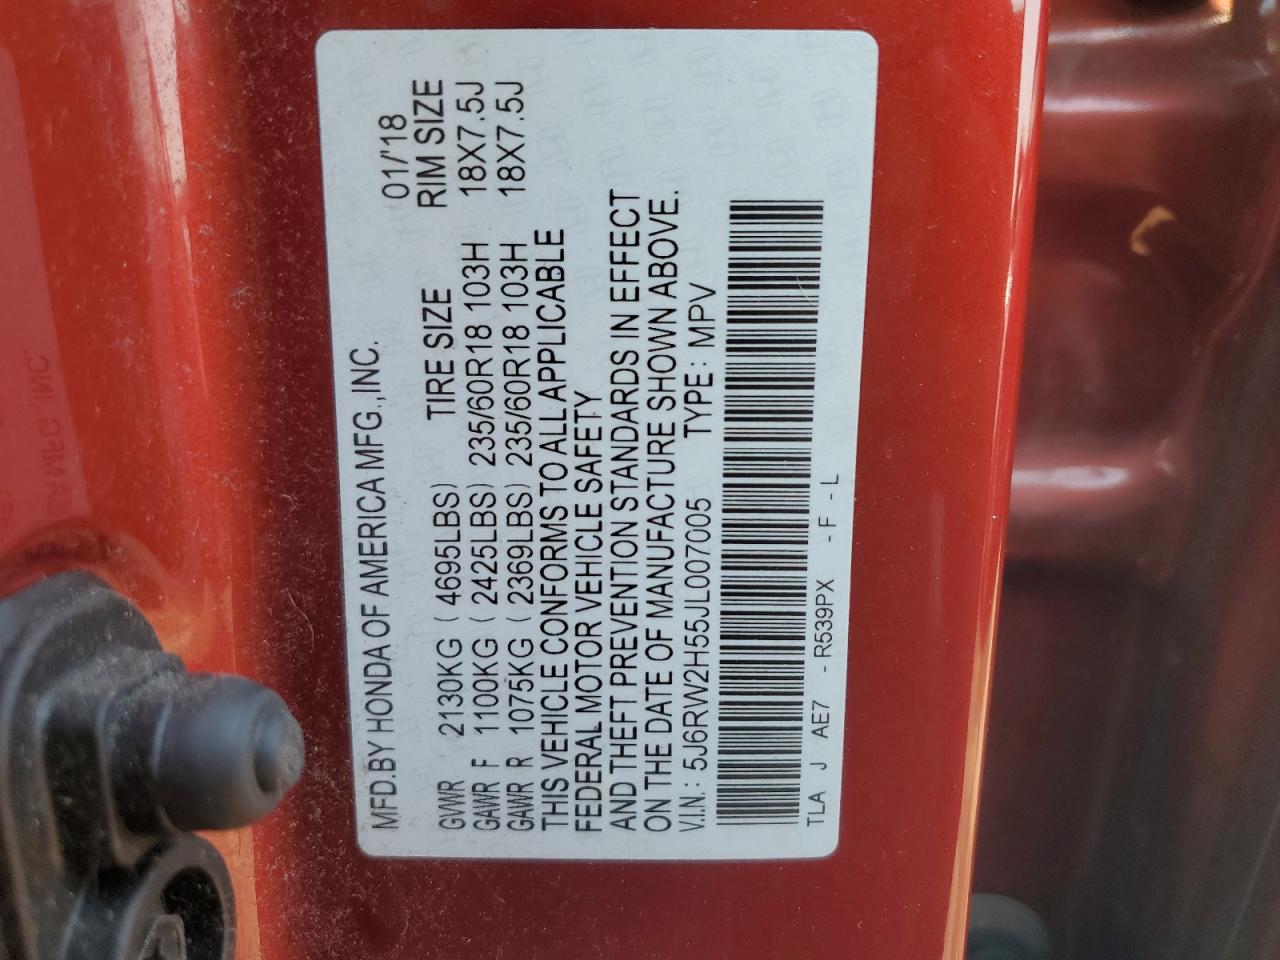 MFD.BY HONDA OF AMERICA MFG.,INC. 01/'18
TIRE SIZE RIM SIZE
GVWR 2130KG ( 4695LBS)
GAWR F 1100KG ( 2425LBS) 235/60R18 103H 18X7.5J
GAWR R 1075KG ( 2369LBS) 235/60R18 103H 18X7.5J
THIS VEHICLE CONFORMS TO ALL APPLICABLE
FEDERAL MOTOR VEHICLE SAFETY
AND THEFT PREVENTION STANDARDS IN EFFECT
ON THE DATE OF MANUFACTURE SHOWN ABOVE.
V.I.N.: 5J6RW2H55JL007005 TYPE: MPV
TLA J AE7 - R539PX - F - L